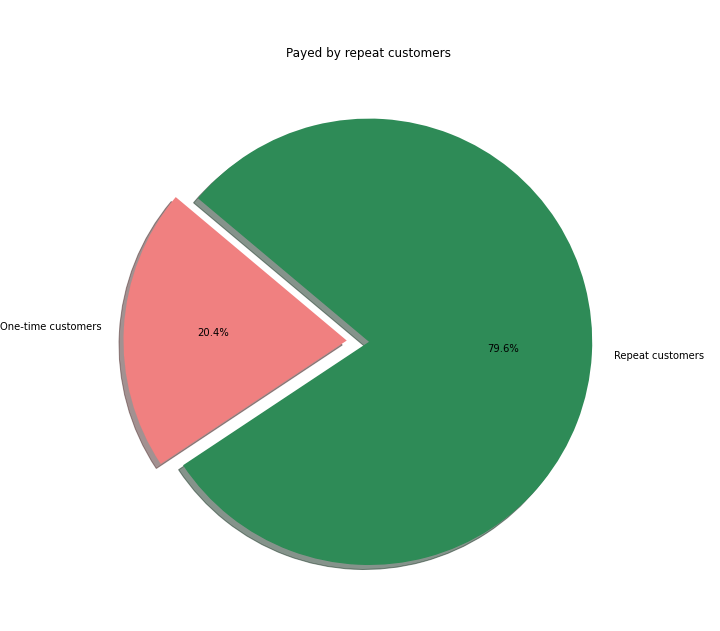 Payed by repeat customers
One-time customers
20.4%
79.6%
Repeat customers